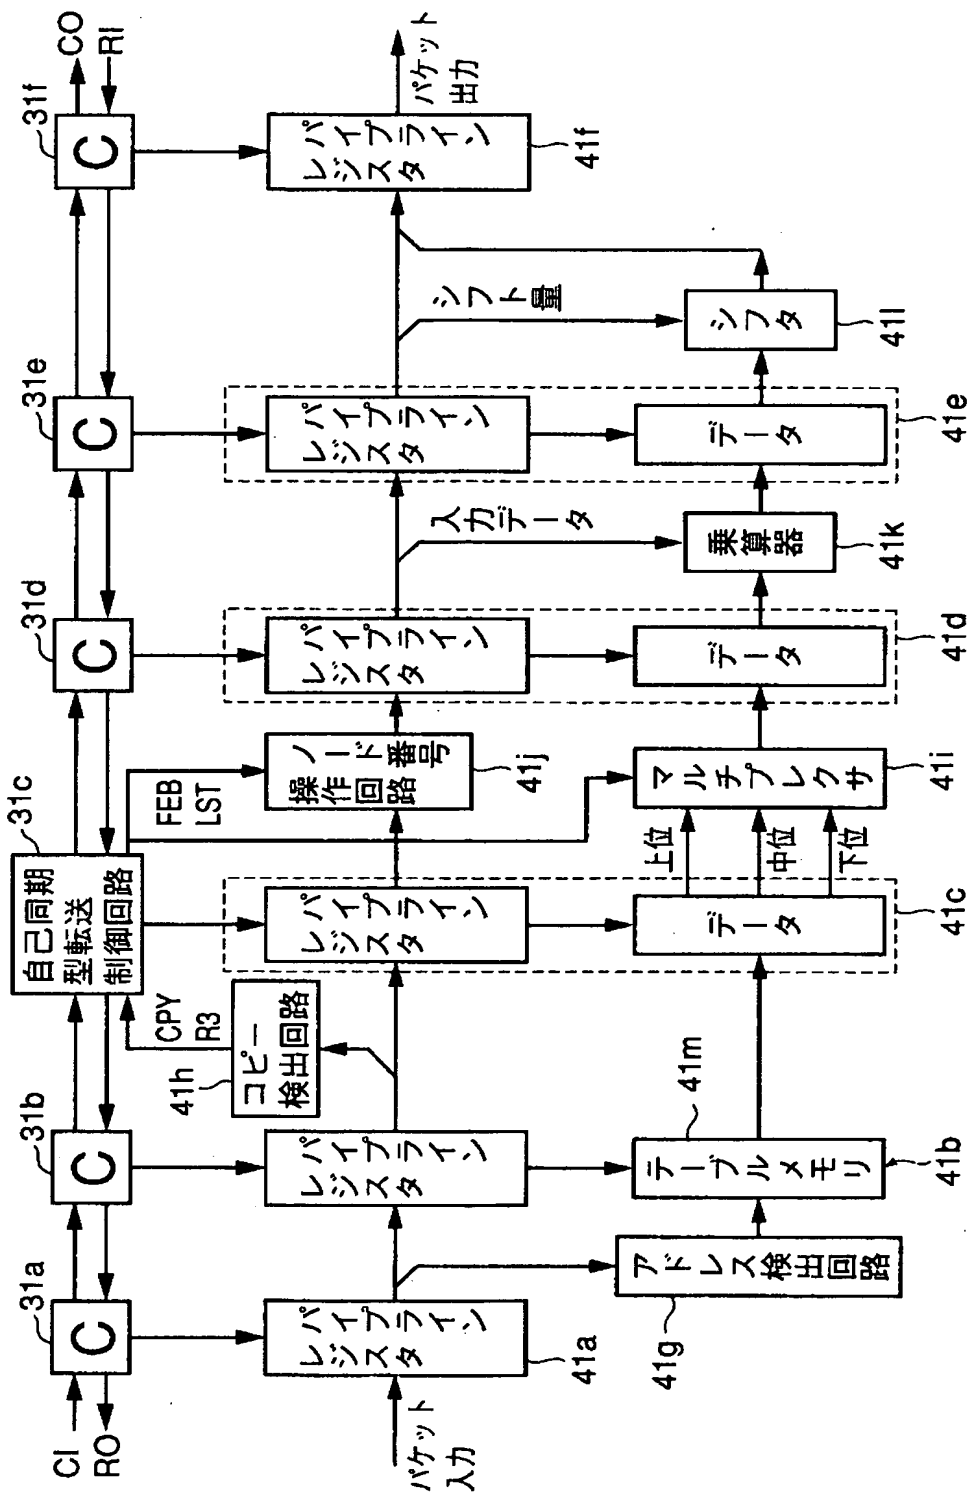 CI
RO
31a
C
31b
C
31c
自己同期
型転送
制御回路
31d
C
31e
C
31f
C
CO
RI
CPY
R3
41h
コピー
検出回路
FEB
LST
パケット
入力
パイプライン
レジスタ
41a
パイプライン
レジスタ
パイプライン
レジスタ
ノード番号
操作回路
41j
パイプライン
レジスタ
入力データ
パイプライン
レジスタ
シフト量
パイプライン
レジスタ
41f
パケット
出力
アドレス検出回路
41g
テーブルメモリ
41m
41b
データ
41c
上位
中位
下位
マルチプレクサ
41i
データ
41d
乗算器
41k
データ
41e
シフタ
41l